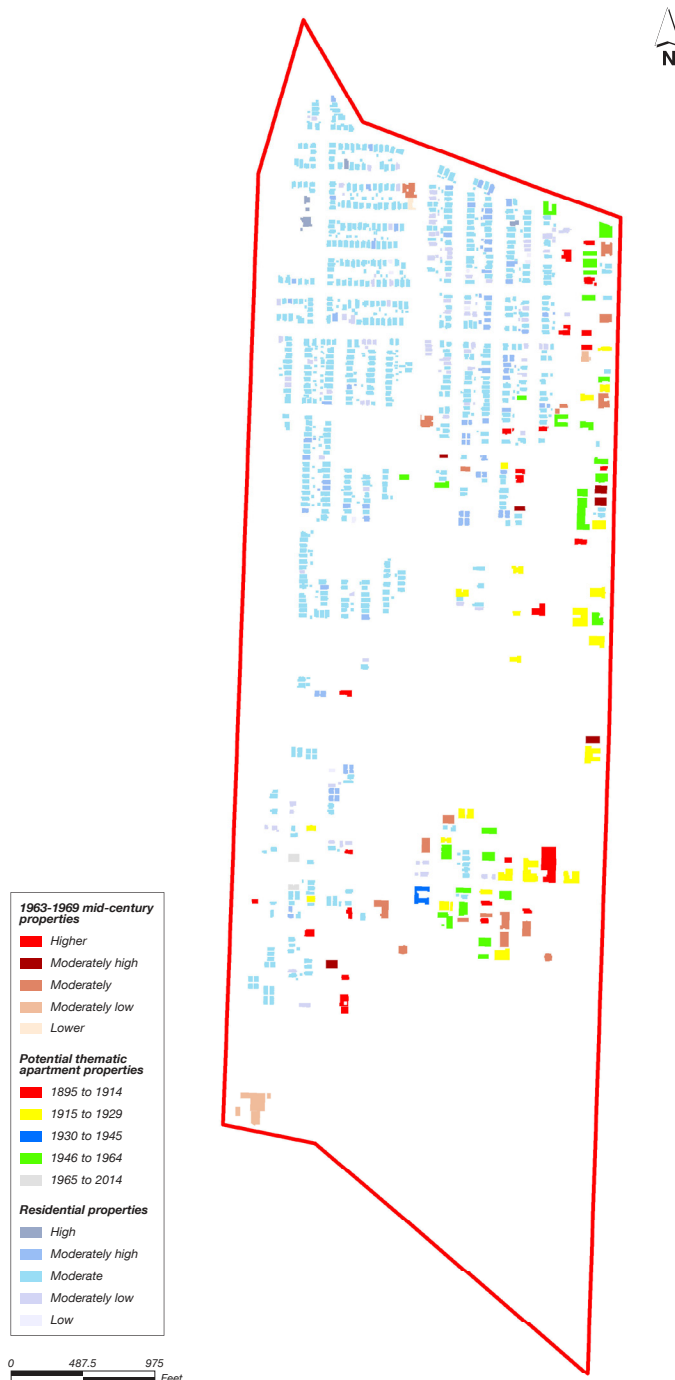 N
1963-1969 mid-century
properties
Higher
Moderately high
Moderately
Moderately low
Lower
Potential thematic
apartment properties
1895 to 1914
1915 to 1929
1930 to 1945
1946 to 1964
1965 to 2014
Residential properties
High
Moderately high
Moderate
Moderately low
Low
0 487.5 975
Feet